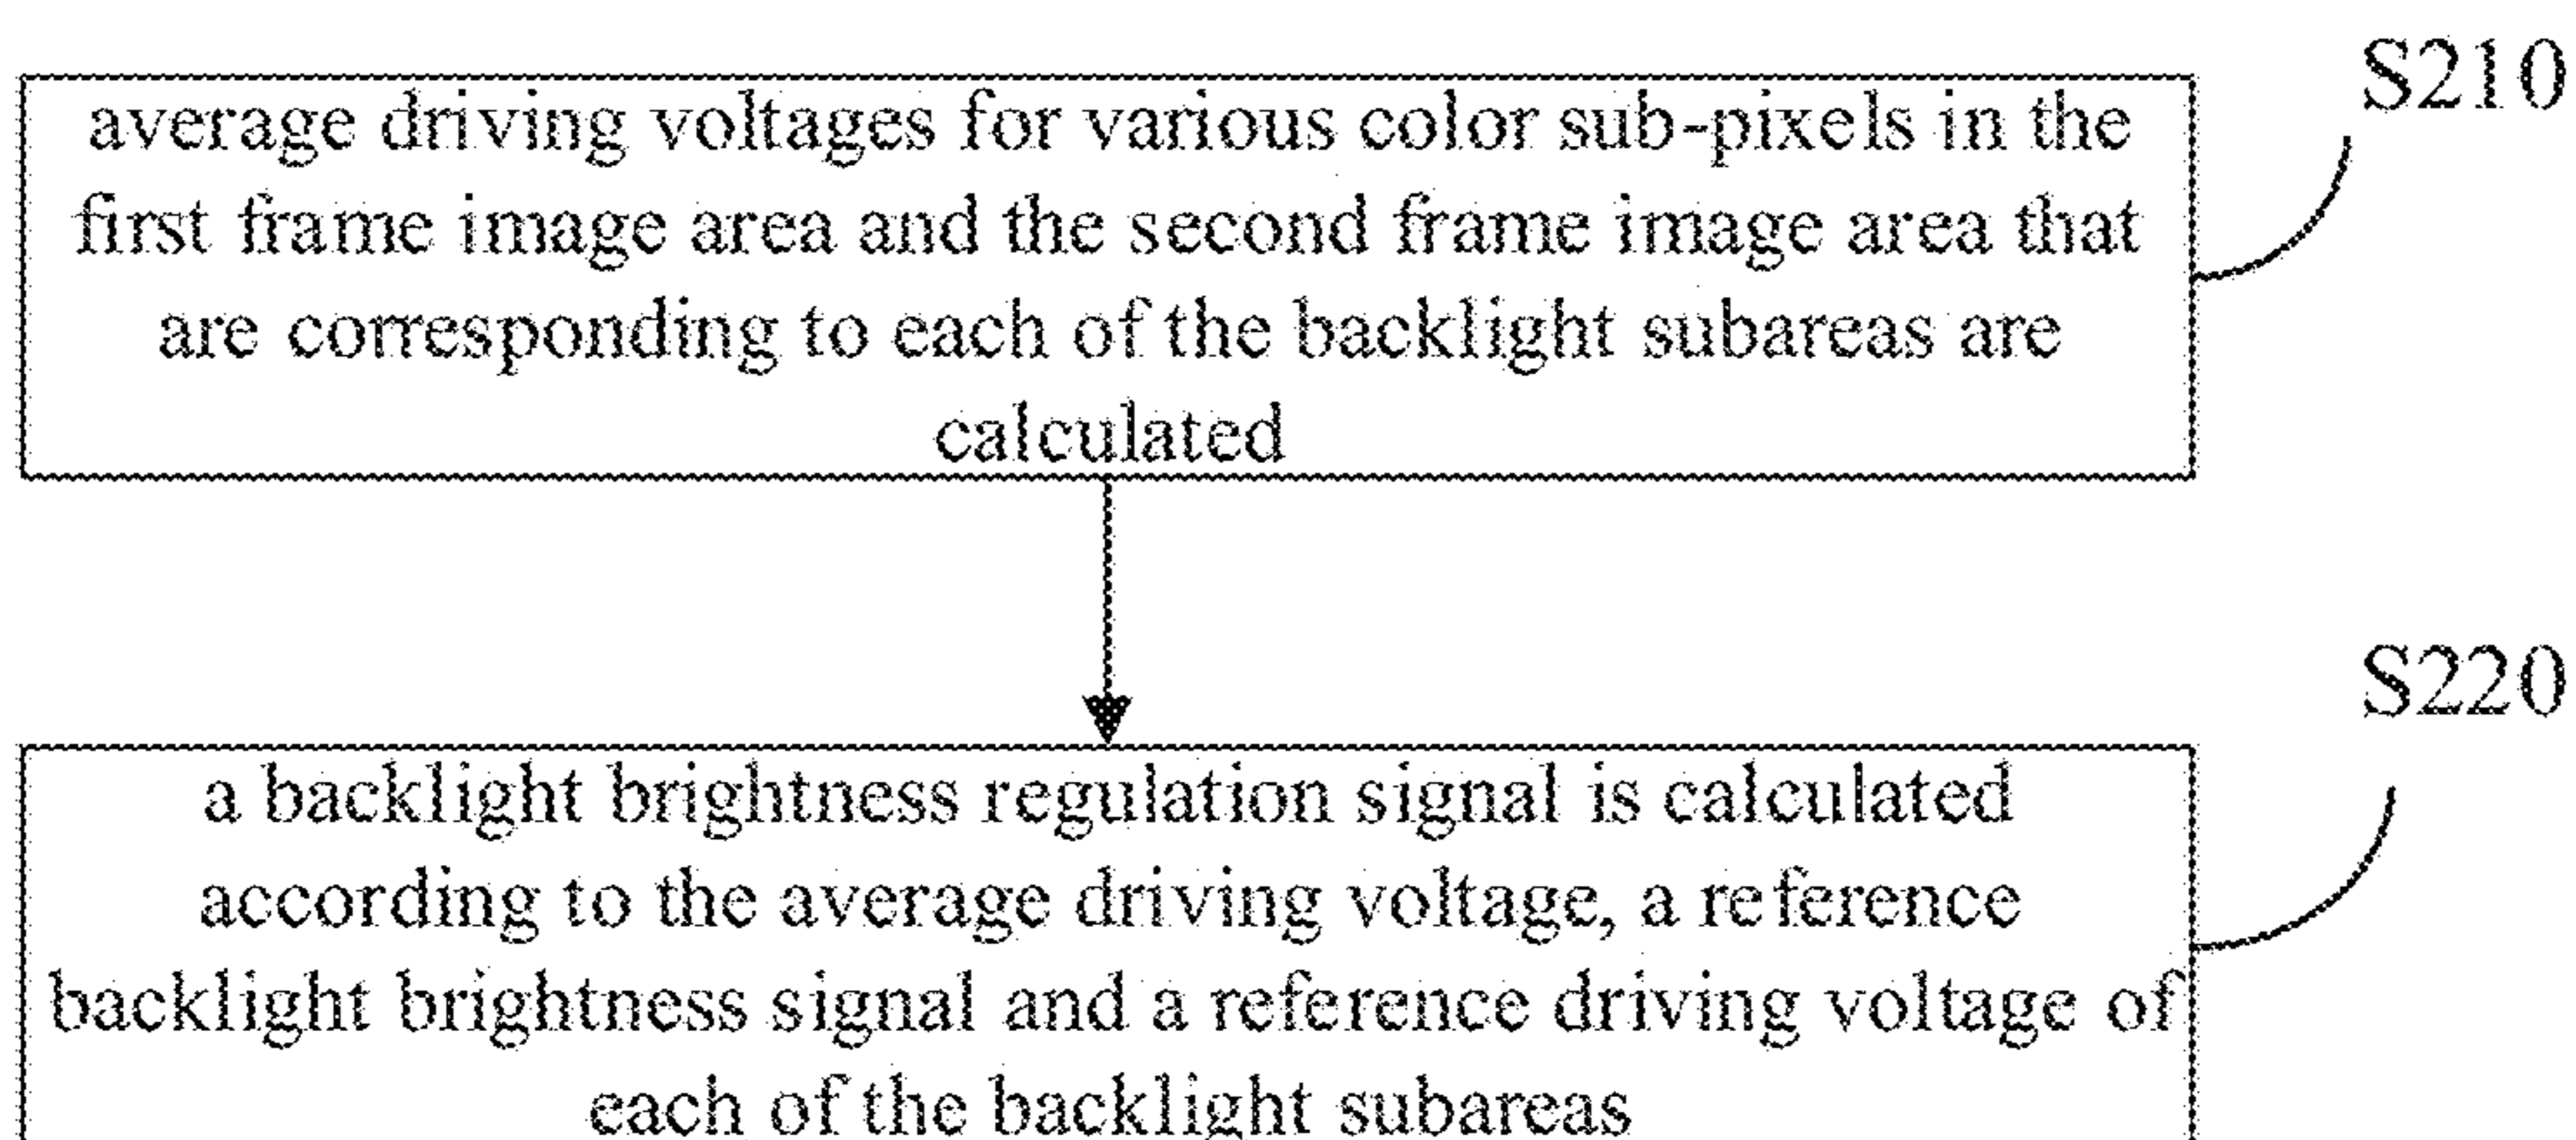 S210
average driving voltages for various color sub-pixels in the
first frame image area and the second frame image area that
are corresponding to each of the backlight subareas are
calculated
S220
a backlight brightness regulation signal is calculated
according to the average driving voltage, a reference
backlight brightness signal and a reference driving voltage of
each of the backlight subareas